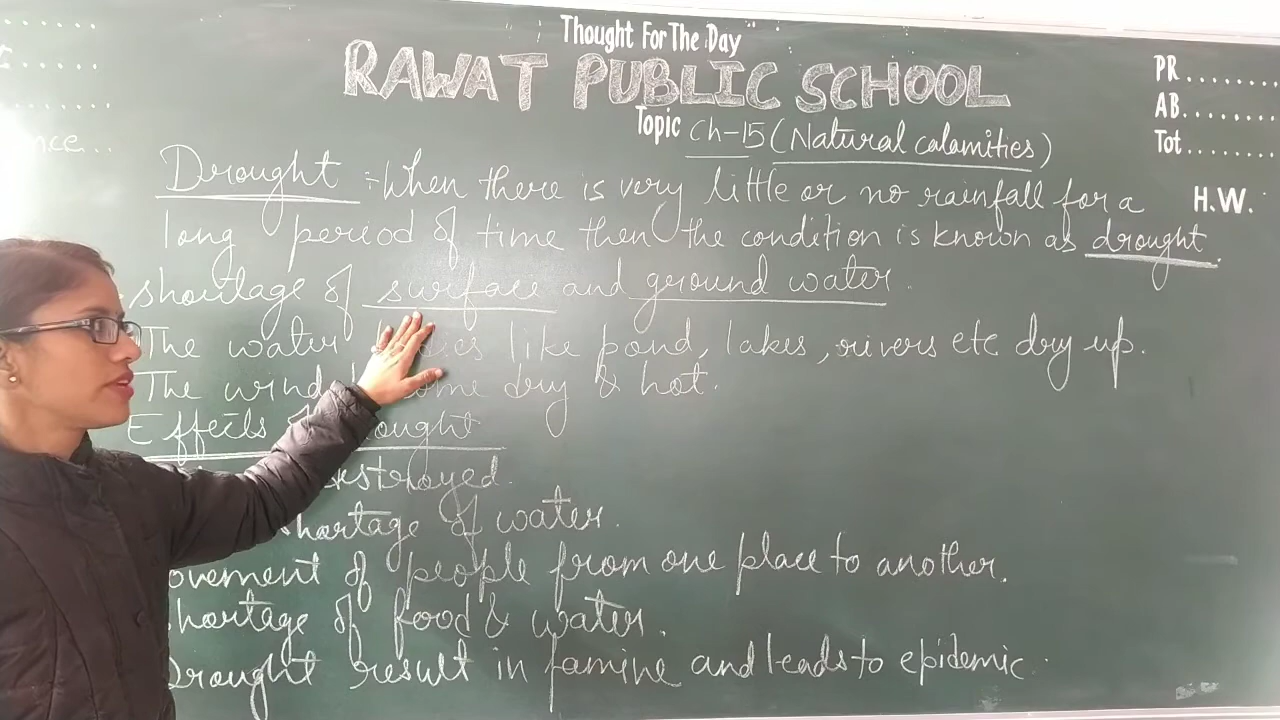 Thought For The Day
RAWAT PUBLIC SCHOOL
PR........
AB........
Tot........
Topic Ch-15 (Natural calamities)
H.W.
Drought :- When there is very little or no rainfall for a
long period of time then the condition is known as drought.
shortage of surface and ground water.
The water like pond, lakes, rivers etc dry up.
The wind dry & hot.
Effects
shortage of water.
of people from one place to another.
shortage of food & water.
Drought result in famine and leads to epidemic.